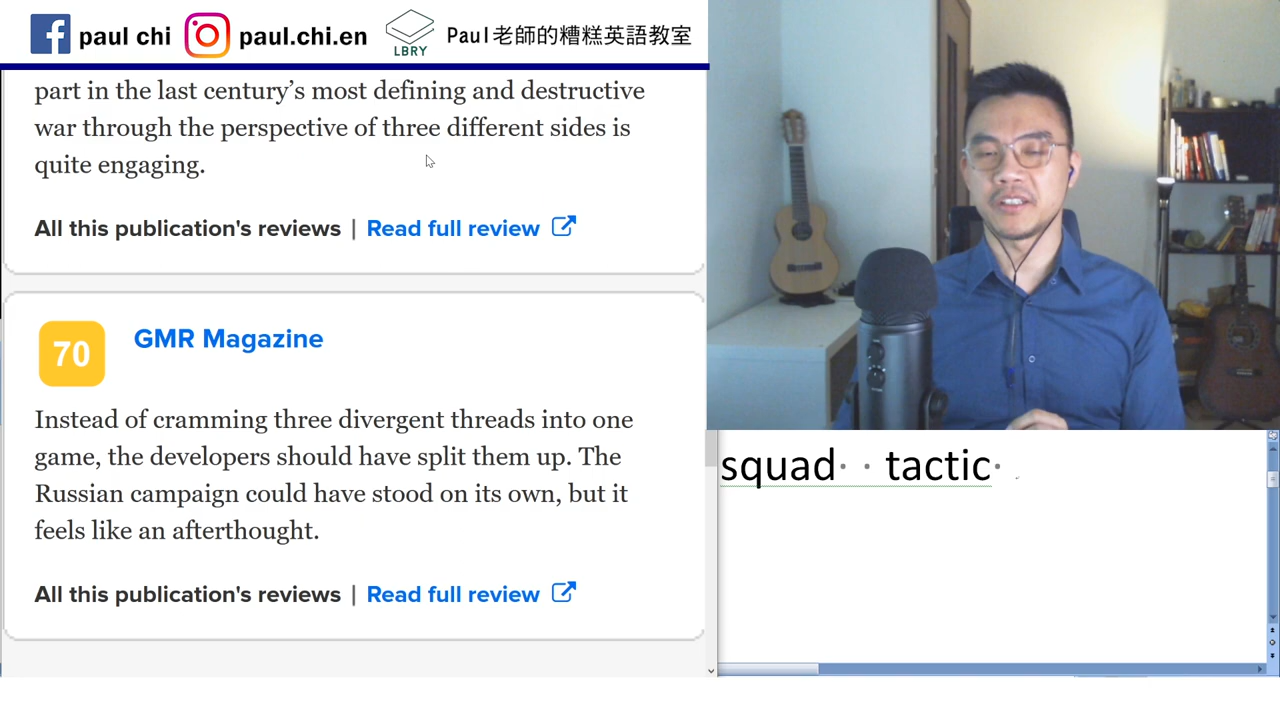 paul chi paul.chi.en LBRY Paul老師的糟糕英語教室
part in the last century's most defining and destructive
war through the perspective of three different sides is
quite engaging.
All this publication's reviews | Read full review
70 GMR Magazine
Instead of cramming three divergent threads into one
game, the developers should have split them up. The
Russian campaign could have stood on its own, but it
feels like an afterthought.
All this publication's reviews | Read full review
squad tactic